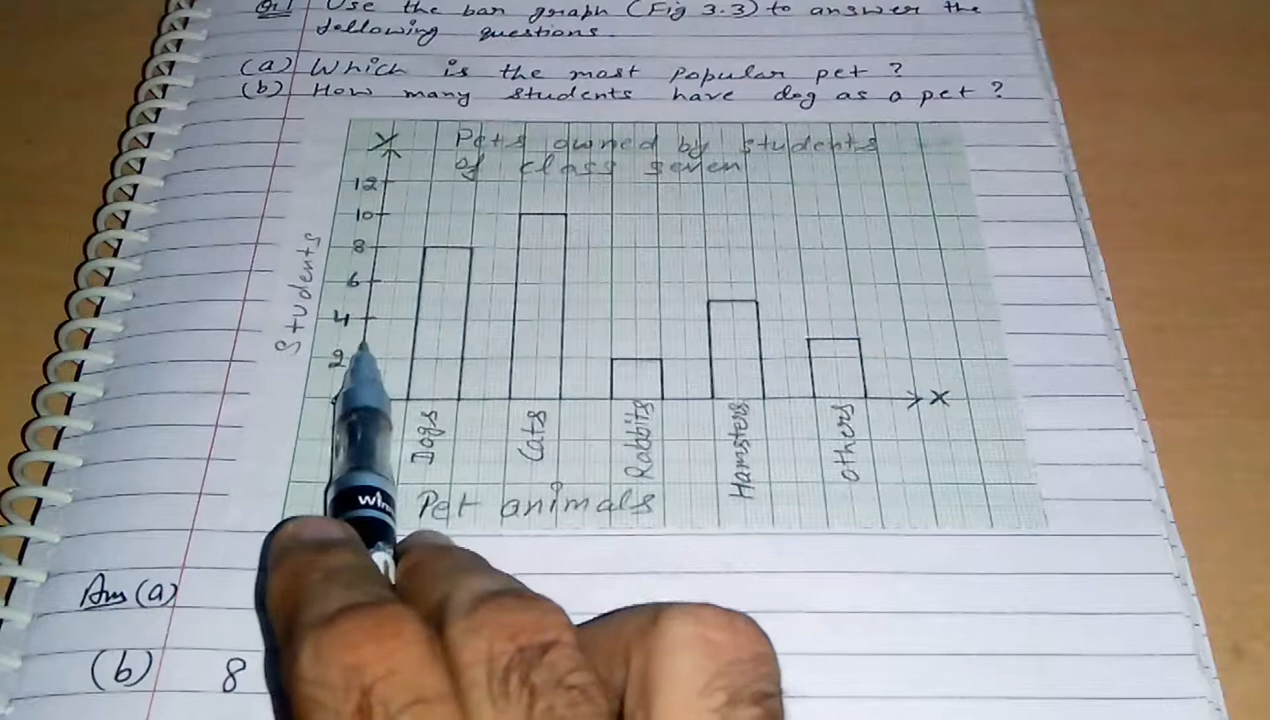 Q.1 Use the bar graph (Fig 3.3) to answer the
following questions.
(a) Which is the most popular pet ?
(b) How many students have dog as a pet ?
Y
Pets owned by students
of class seven
12
10
8
6
4
2
Students
X
Dogs
Cats
Rabbits
Hamsters
others
Pet animals
Ans (a)
(b) 8